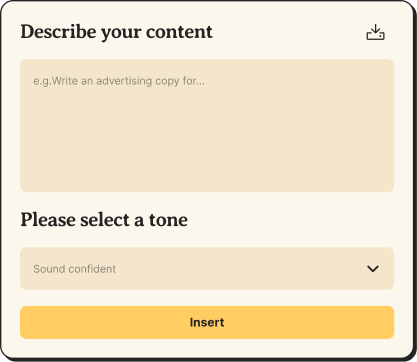 Describe your content
e.g.Write an advertising copy for...
Please select a tone
Sound confident
Insert